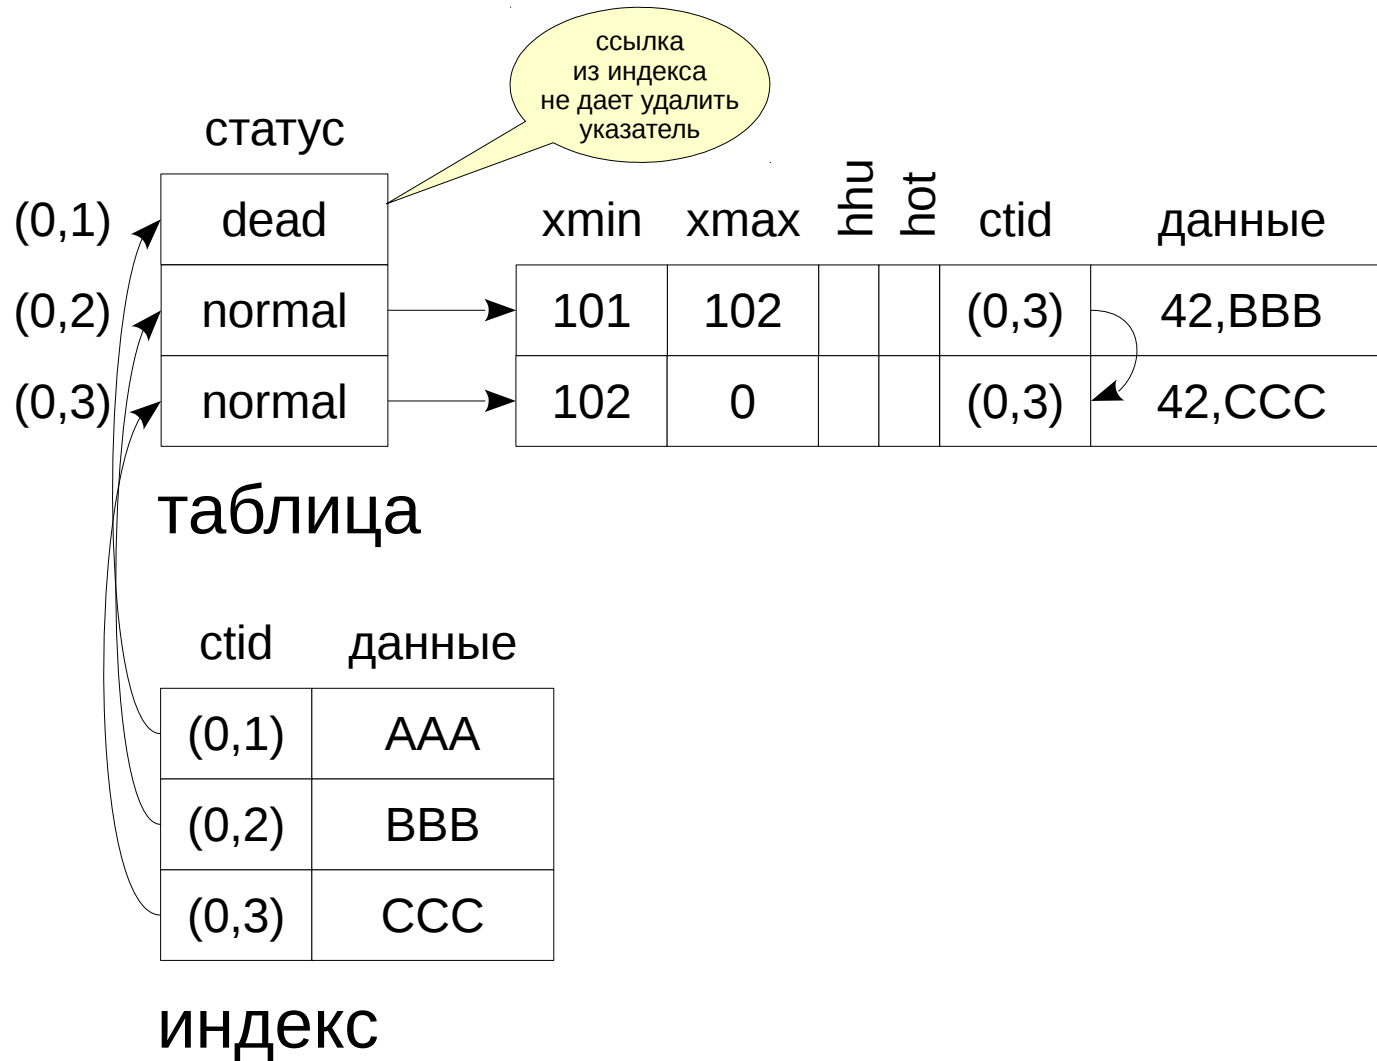 ссылка
из индекса
не дает удалить
указатель
статус
(0,1) dead xmin xmax hhu hot ctid данные
(0,2) normal 101 102 (0,3) 42,BBB
(0,3) normal 102 0 (0,3) 42,CCC
таблица
ctid данные
(0,1) AAA
(0,2) BBB
(0,3) CCC
индекс